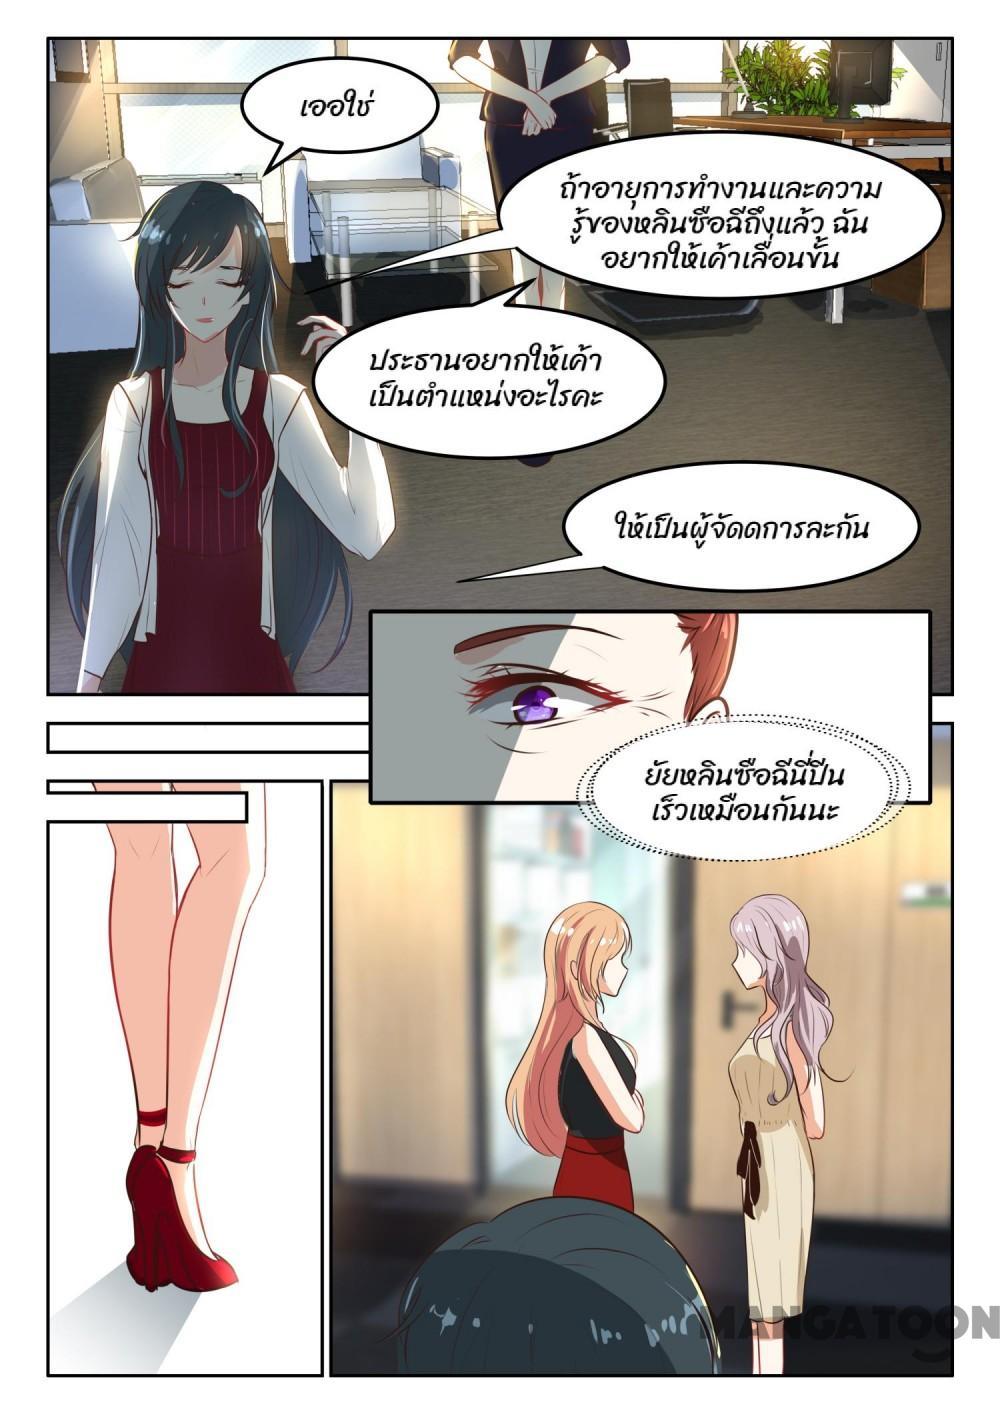 เออใช่
ถ้าอายุการทำงานและความ
รู้ของหลินซือฉีถึงแล้ว ฉัน
อยากให้เค้าเลื่อนขั้น
ประธานอยากให้เค้า
เป็นตำแหน่งอะไรคะ
ให้เป็นผู้จัดดการละกัน
ยัยหลินซือฉีนี่ปีน
เร็วเหมือนกันนะ
MANGATOON